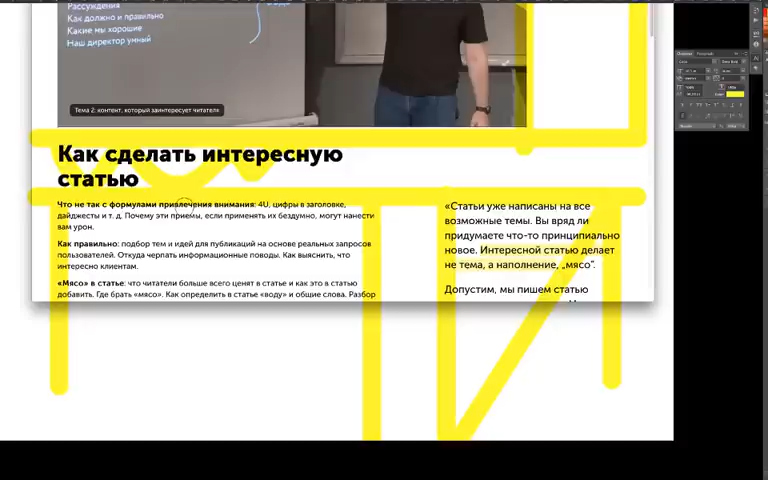 Рассуждения
Как должно и правильно
Какие мы хорошие
Наш директор умный
Тема 2: контент, который заинтересует читателя
Как сделать интересную
статью
Что не так с формулами привлечения внимания: 4U, цифры в заголовке,
дайджесты и т. д. Почему эти приемы, если применять их бездумно, могут нанести
вам урон.
Как правильно: подбор тем и идей для публикаций на основе реальных запросов
пользователей. Откуда черпать информационные поводы. Как выяснить, что
интересно клиентам.
«Мясо» в статье: что читатели больше всего ценят в статье и как это в статью
добавить. Где брать «мясо». Как определить в статье «воду» и общие слова. Разбор
«Статьи уже написаны на все
возможные темы. Вы вряд ли
придумаете что-то принципиально
новое. Интересной статью делает
не тема, а наполнение, „мясо“.
Допустим, мы пишем статью